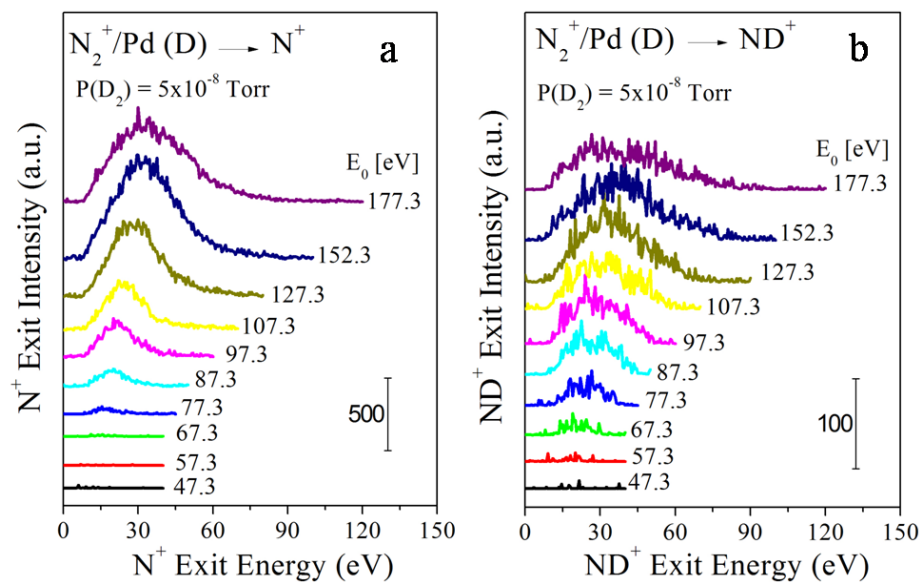 N₂⁺/Pd (D) → N⁺
a
P(D₂) = 5x10⁻⁸ Torr
E₀ [eV]
177.3
152.3
127.3
107.3
97.3
87.3
77.3
67.3
57.3
47.3
500
N⁺ Exit Intensity (a.u.)
0 30 60 90 120 150
N⁺ Exit Energy (eV)
N₂⁺/Pd (D) → ND⁺
b
P(D₂) = 5x10⁻⁸ Torr
E₀ [eV]
177.3
152.3
127.3
107.3
97.3
87.3
77.3
67.3
57.3
47.3
100
ND⁺ Exit Intensity (a.u.)
0 30 60 90 120 150
ND⁺ Exit Energy (eV)